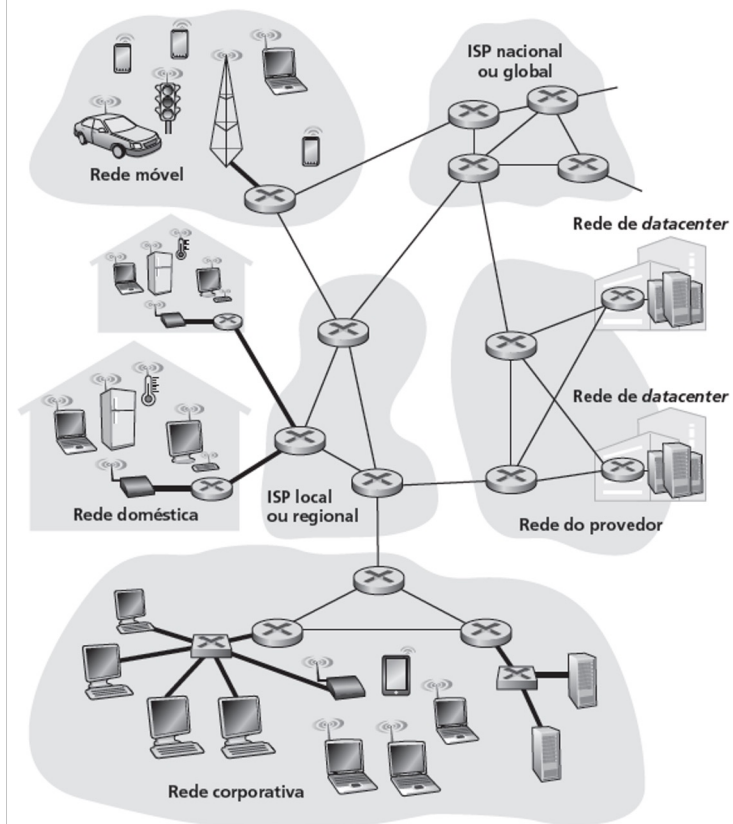 ISP nacional
ou global
Rede móvel
Rede de datacenter
Rede de datacenter
ISP local
ou regional
Rede doméstica
Rede do provedor
Rede corporativa